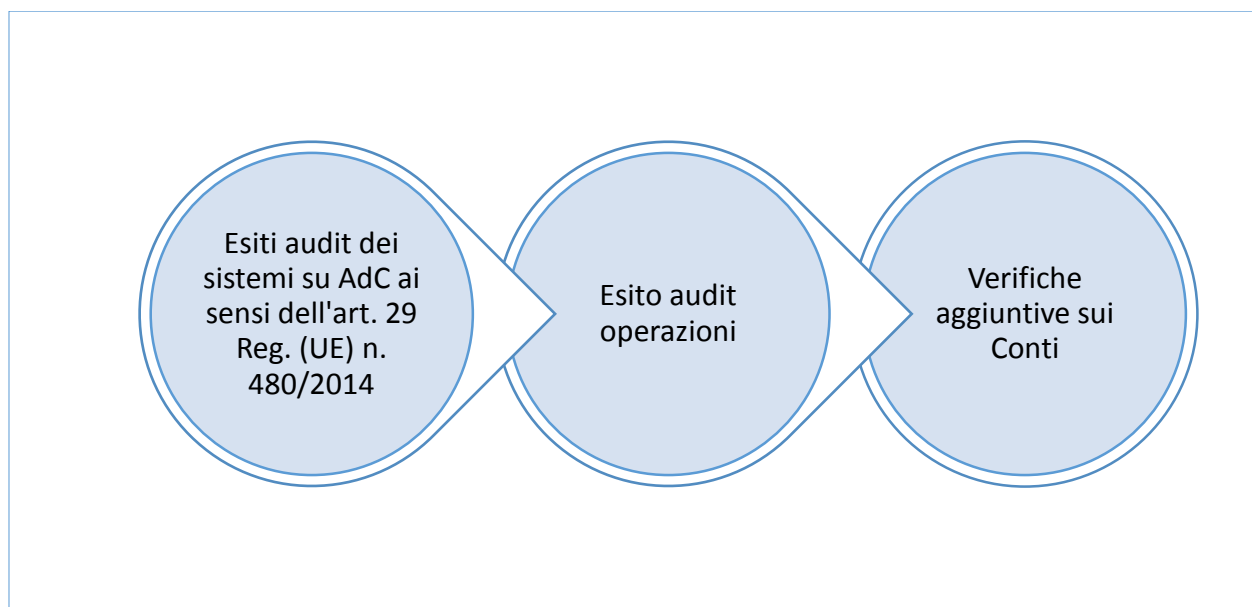 Esiti audit dei
sistemi su AdC ai
sensi dell'art. 29
Reg. (UE) n.
480/2014
Esito audit
operazioni
Verifiche
aggiuntive sui
Conti